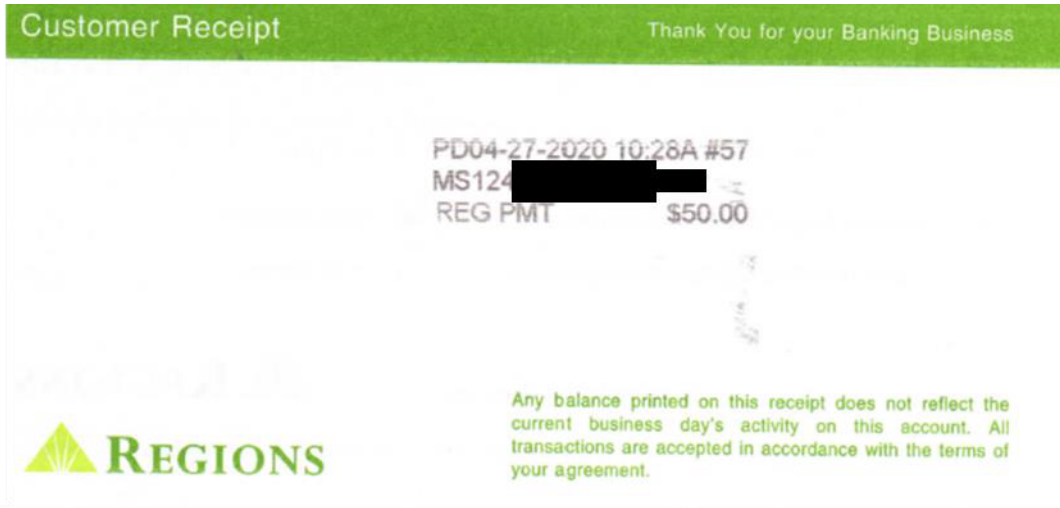 Customer Receipt
Thank You for your Banking Business
PD04-27-2020 10:28A #57
MS124
REG PMT $50.00
Any balance printed on this receipt does not reflect the
current business day's activity on this account. All
transactions are accepted in accordance with the terms of
your agreement.
REGIONS